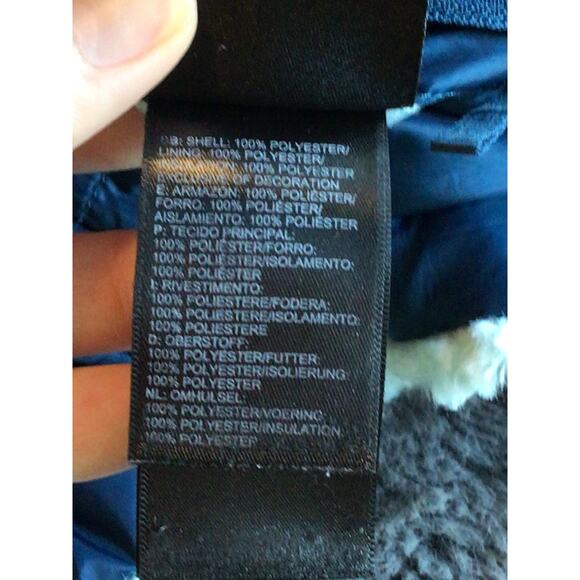 GB: SHELL: 100% POLYESTER/
LINING: 100% POLYESTER/
100% POLYESTER
EXCLUSIVE OF DECORATION
E: ARMAZON: 100% POLIÉSTER/
FORRO: 100% POLIÉSTER/
AISLAMIENTO: 100% POLIÉSTER
P: TECIDO PRINCIPAL:
100% POLIÉSTER/FORRO:
100% POLIÉSTER/ISOLAMENTO:
100% POLIÉSTER
I: RIVESTIMENTO:
100% POLIESTERE/FODERA:
100% POLIESTERE/ISOLAMENTO:
100% POLIESTERE
D: OBERSTOFF:
100% POLYESTER/FUTTER:
100% POLYESTER/ISOLIERUNG:
100% POLYESTER
NL: OMHULSEL:
100% POLYESTER/VOERING:
100% POLYESTER/INSULATION:
100% POLYESTER